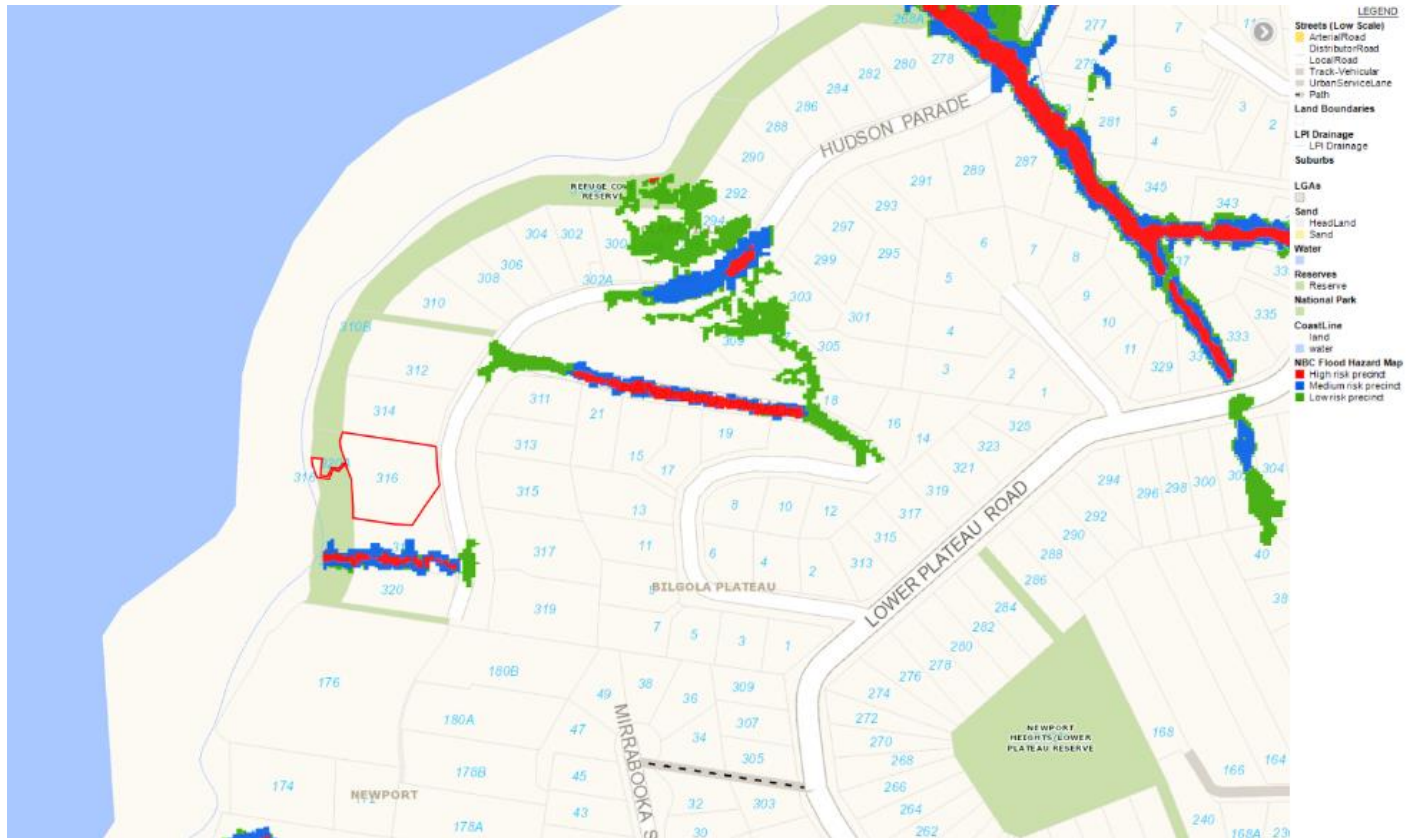 LEGEND
Streets (Low Scale)
ArterialRoad
DistributorRoad
LocalRoad
Track-Vehicular
UrbanServiceLane
Path
Land Boundaries
LPI Drainage
LPI Drainage
Suburbs
LGAs
Sand
HeadLand
Sand
Water
Reserves
Reserve
National Park
CoastLine
land
water
NBC Flood Hazard Map
High risk precinct
Medium risk precinct
Low risk precinct
268A
277
7
280
278
282
6
284
286
288
290
292
294
HUDSON PARADE
281
5
3
2
4
287
289
291
293
295
297
299
345
343
REFUGE COVE
RESERVE
304
302
300
306
308
302A
310
310B
312
314
316
320
303
301
305
309
6
7
8
5
9
10
11
4
3
2
1
329
333
335
311
21
19
18
16
14
313
15
17
315
13
317
11
319
8
10
12
6
4
2
325
323
321
319
317
315
313
LOWER PLATEAU ROAD
294
296
298
300
304
292
290
288
286
284
282
280
278
276
274
272
270
268
266
264
262
40
38
BILGOLA PLATEAU
7
5
3
1
176
180B
180A
178B
178A
174
NEWPORT
49
47
45
43
38
36
34
32
30
309
307
305
303
MIRRABOOKA S
NEWPORT
HEIGHTS/LOWER
PLATEAU RESERVE
168
166
164
240
168A